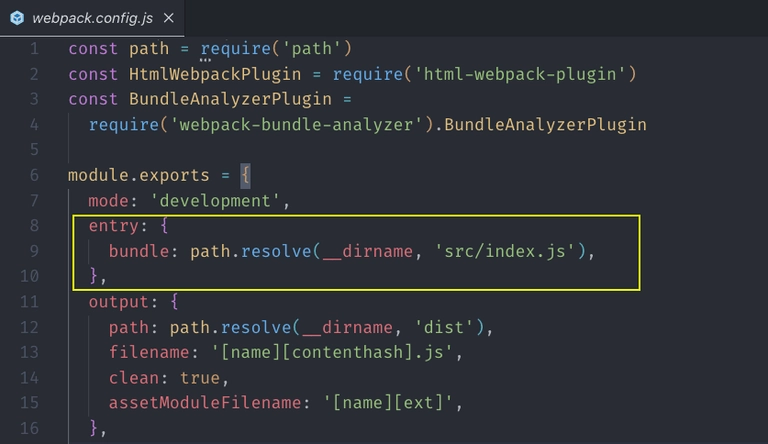 webpack.config.js
1 const path = require('path')
2 const HtmlWebpackPlugin = require('html-webpack-plugin')
3 const BundleAnalyzerPlugin =
4   require('webpack-bundle-analyzer').BundleAnalyzerPlugin
5
6 module.exports = {
7   mode: 'development',
8   entry: {
9     bundle: path.resolve(__dirname, 'src/index.js'),
10   },
11   output: {
12     path: path.resolve(__dirname, 'dist'),
13     filename: '[name][contenthash].js',
14     clean: true,
15     assetModuleFilename: '[name][ext]',
16   },